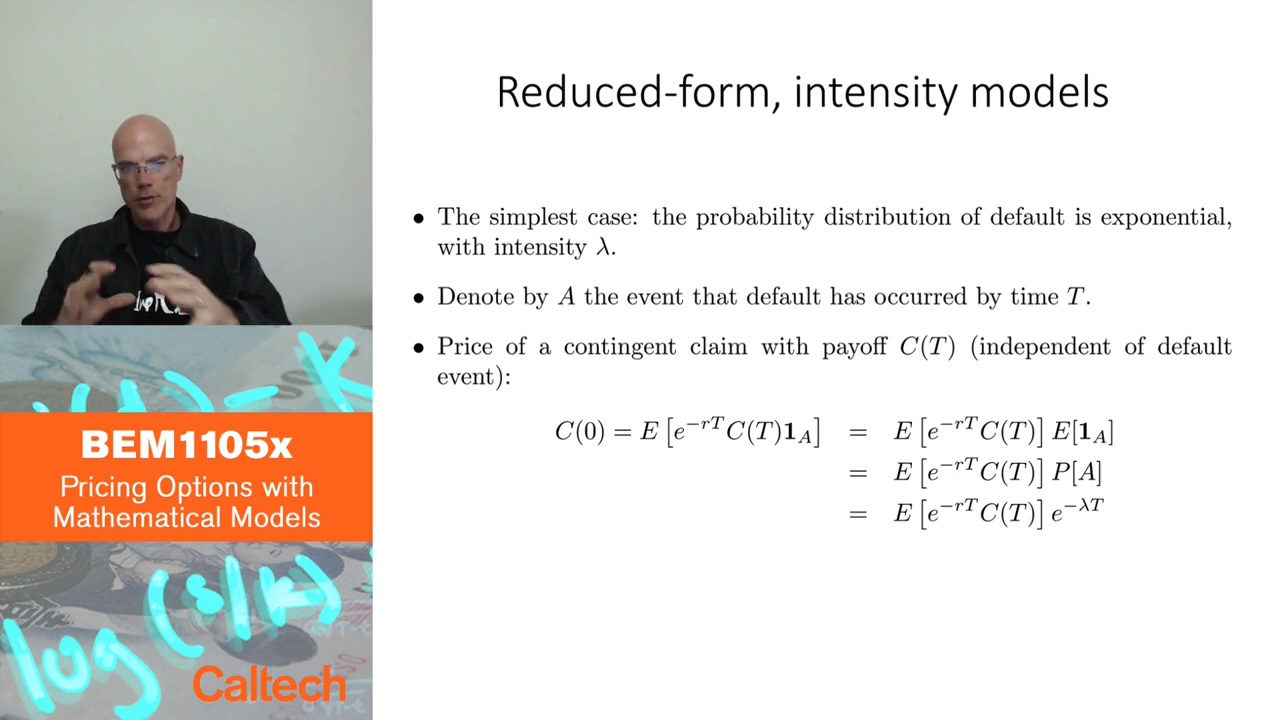 Reduced-form, intensity models
• The simplest case: the probability distribution of default is exponential,
with intensity λ.
• Denote by A the event that default has occurred by time T.
• Price of a contingent claim with payoff C(T) (independent of default
event):
C(0) = E [e^{-rT} C(T) 1_A] = E [e^{-rT} C(T)] E[1_A]
= E [e^{-rT} C(T)] P[A]
= E [e^{-rT} C(T)] e^{-λT}
BEM1105x
Pricing Options with
Mathematical Models
log (s/k)
Caltech